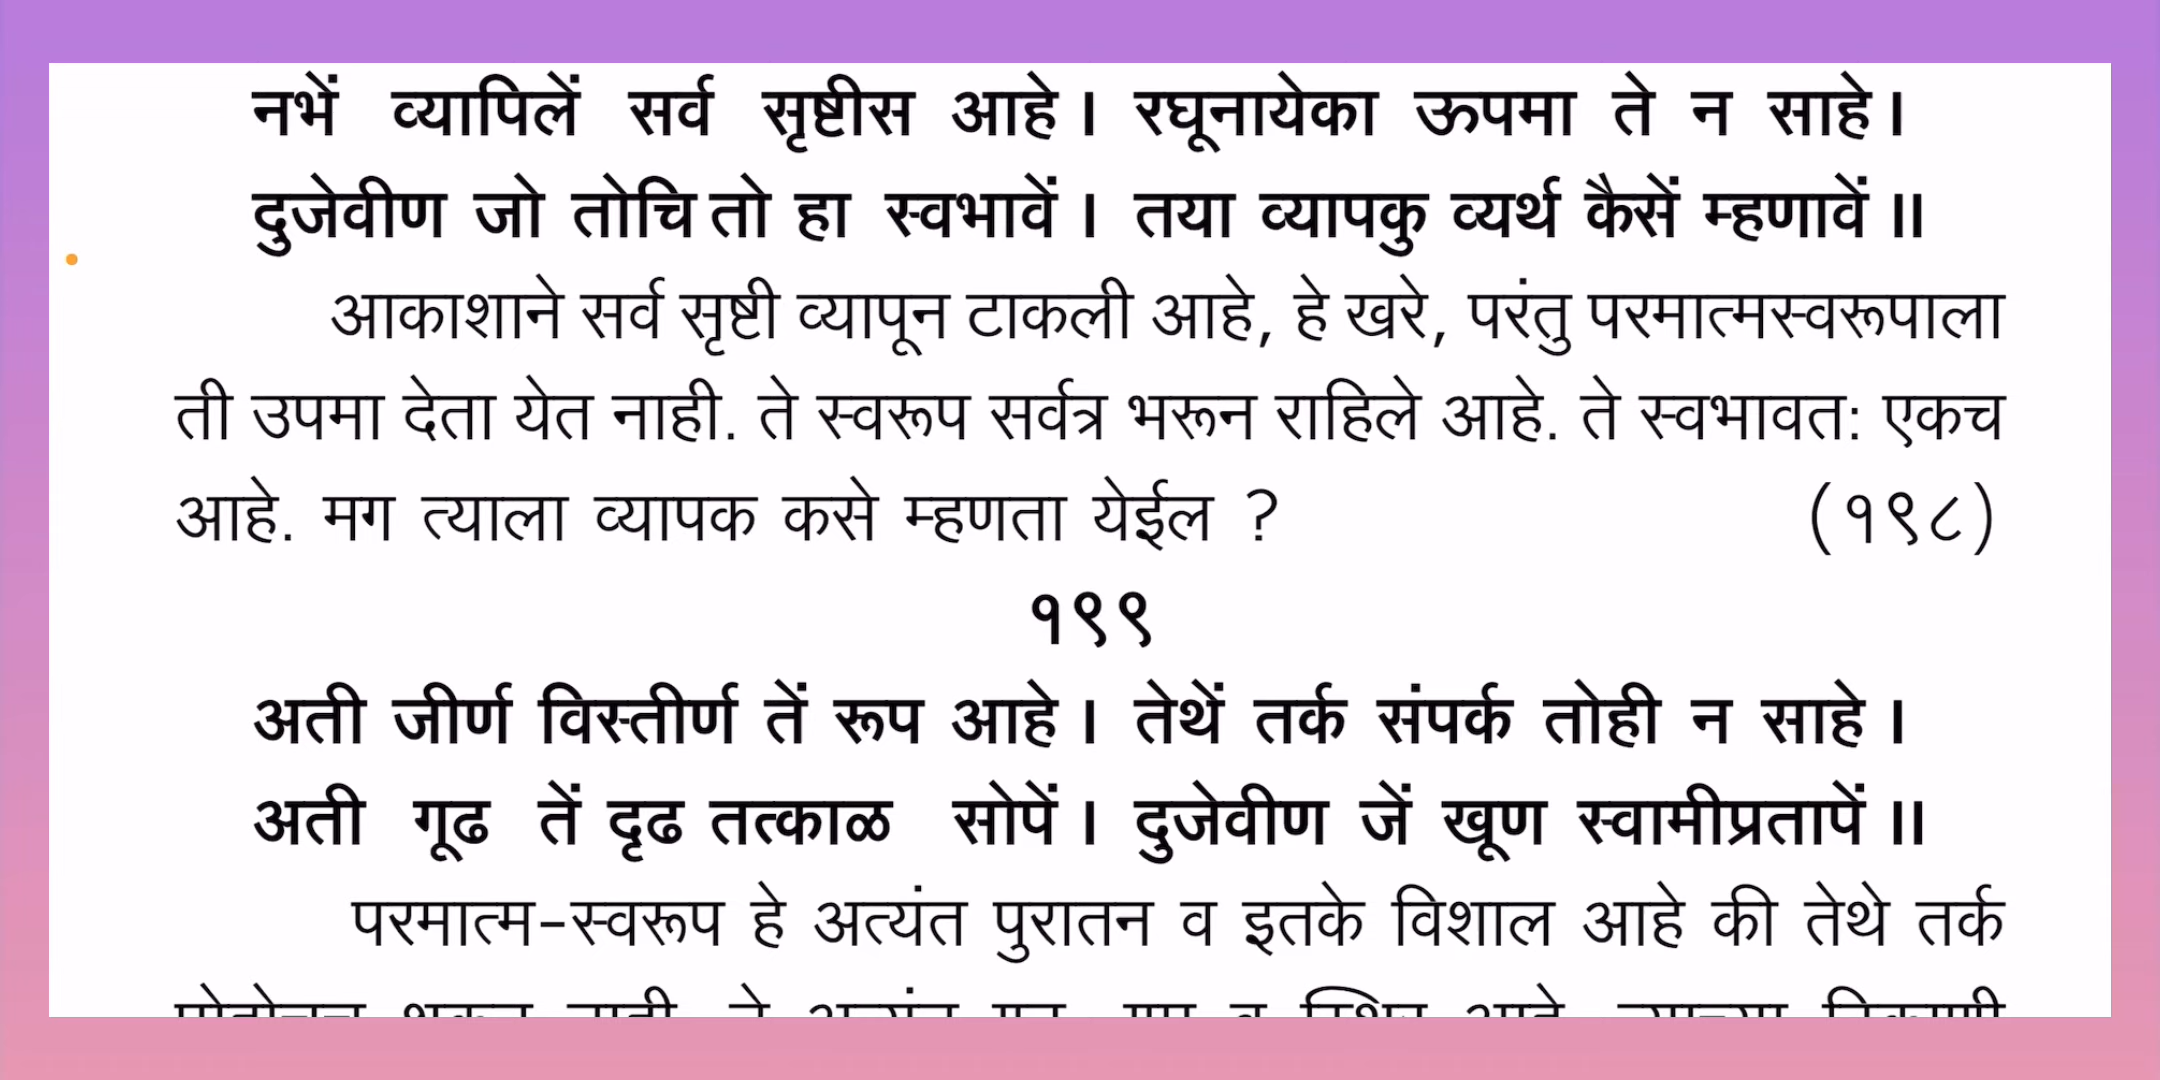 नभें व्यापिलें सर्व सृष्टीस आहे । रघूनायेका ऊपमा ते न साहे ।
दुजेवीण जो तोचि तो हा स्वभावें । तया व्यापकु व्यर्थ कैसें म्हणावें ॥
आकाशाने सर्व सृष्टी व्यापून टाकली आहे, हे खरे, परंतु परमात्मस्वरूपाला
ती उपमा देता येत नाही. ते स्वरूप सर्वत्र भरून राहिले आहे. ते स्वभावत: एकच
आहे. मग त्याला व्यापक कसे म्हणता येईल ? (१९८)
१९९
अती जीर्ण विस्तीर्ण तें रूप आहे । तेथें तर्क संपर्क तोही न साहे ।
अती गूढ तें दृढ तत्काळ सोपें । दुजेवीण जें खूण स्वामीप्रतापें ॥
परमात्म-स्वरूप हे अत्यंत पुरातन व इतके विशाल आहे की तेथे तर्क